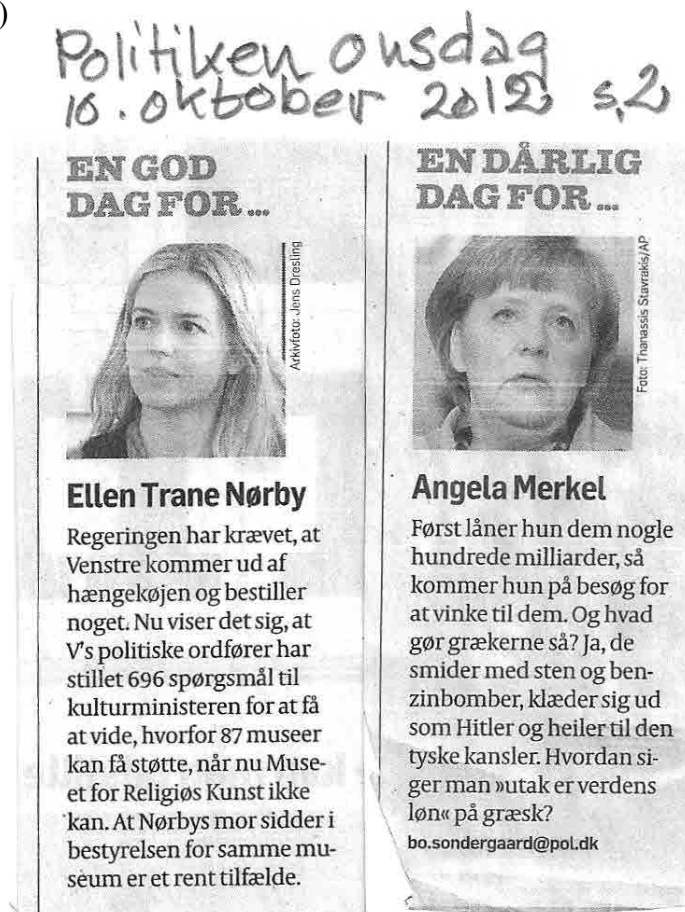 )
Politiken onsdag
10. oktober 2012 s, 2
EN GOD
DAG FOR ...
Arkivfoto: Jens Dresling
Ellen Trane Nørby
Regeringen har krævet, at
Venstre kommer ud af
hængekøjen og bestiller
noget. Nu viser det sig, at
V's politiske ordfører har
stillet 696 spørgsmål til
kulturministeren for at få
at vide, hvorfor 87 museer
kan få støtte, når nu Muse-
et for Religiøs Kunst ikke
kan. At Nørbys mor sidder i
bestyrelsen for samme mu-
seum er et rent tilfælde.
EN DÅRLIG
DAG FOR ...
Foto: Thanassis Stavrakis/AP
Angela Merkel
Først låner hun dem nogle
hundrede milliarder, så
kommer hun på besøg for
at vinke til dem. Og hvad
gør grækerne så? Ja, de
smider med sten og ben-
zinbomber, klæder sig ud
som Hitler og heiler til den
tyske kansler. Hvordan si-
ger man »utak er verdens
løn« på græsk?
bo.sondergaard@pol.dk